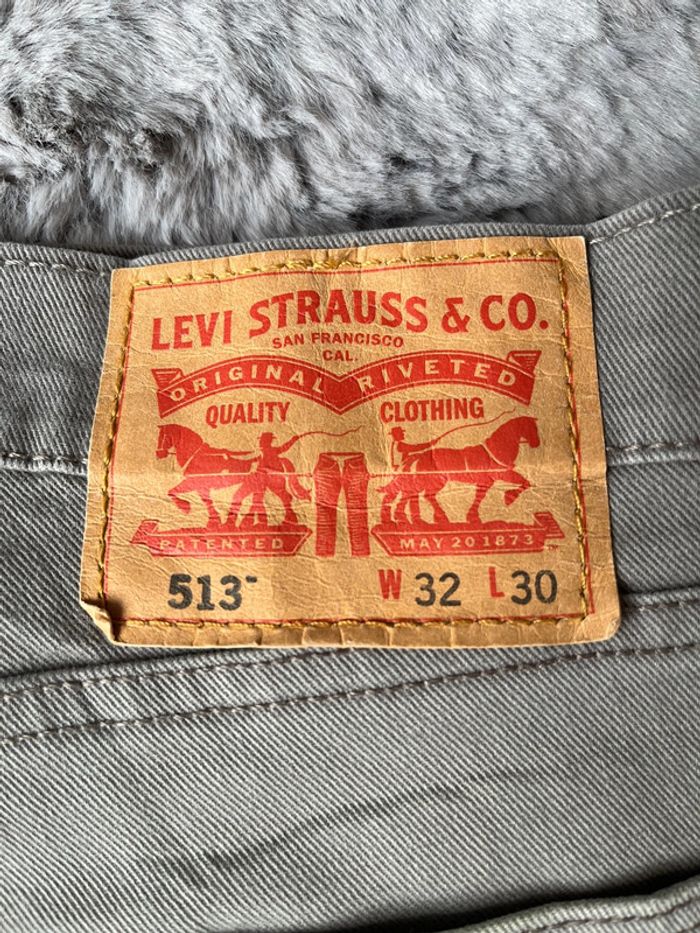 LEVI STRAUSS & CO.
SAN FRANCISCO
CAL.
ORIGINAL RIVETED
QUALITY CLOTHING
PATENTED MAY 20 1873
513™ W 32 L 30